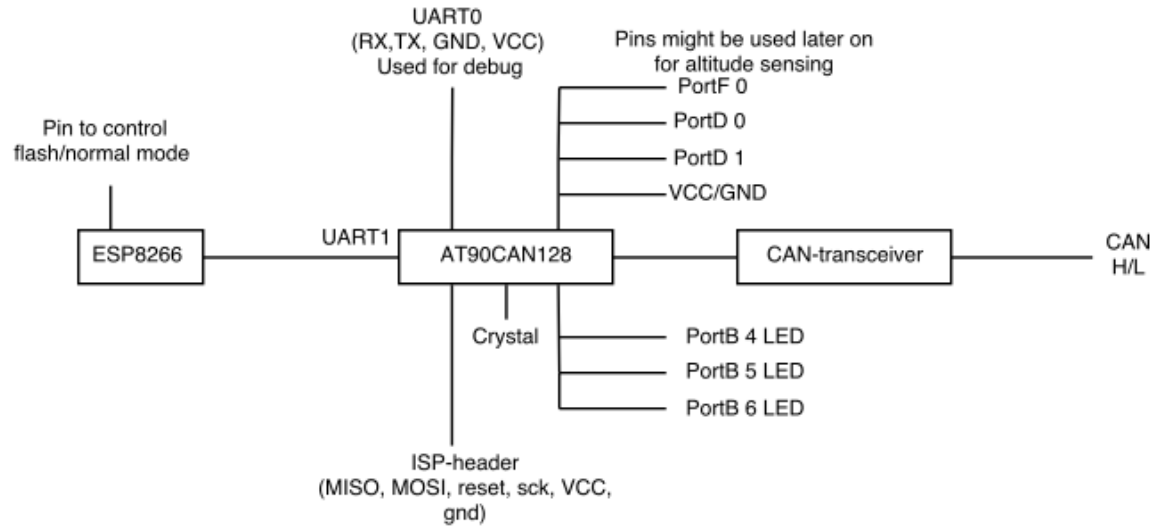 UART0
(RX,TX, GND, VCC)
Used for debug
Pins might be used later on
for altitude sensing
PortF 0
PortD 0
PortD 1
VCC/GND
Pin to control
flash/normal mode
ESP8266
UART1
AT90CAN128
CAN-transceiver
CAN
H/L
Crystal
PortB 4 LED
PortB 5 LED
PortB 6 LED
ISP-header
(MISO, MOSI, reset, sck, VCC,
gnd)